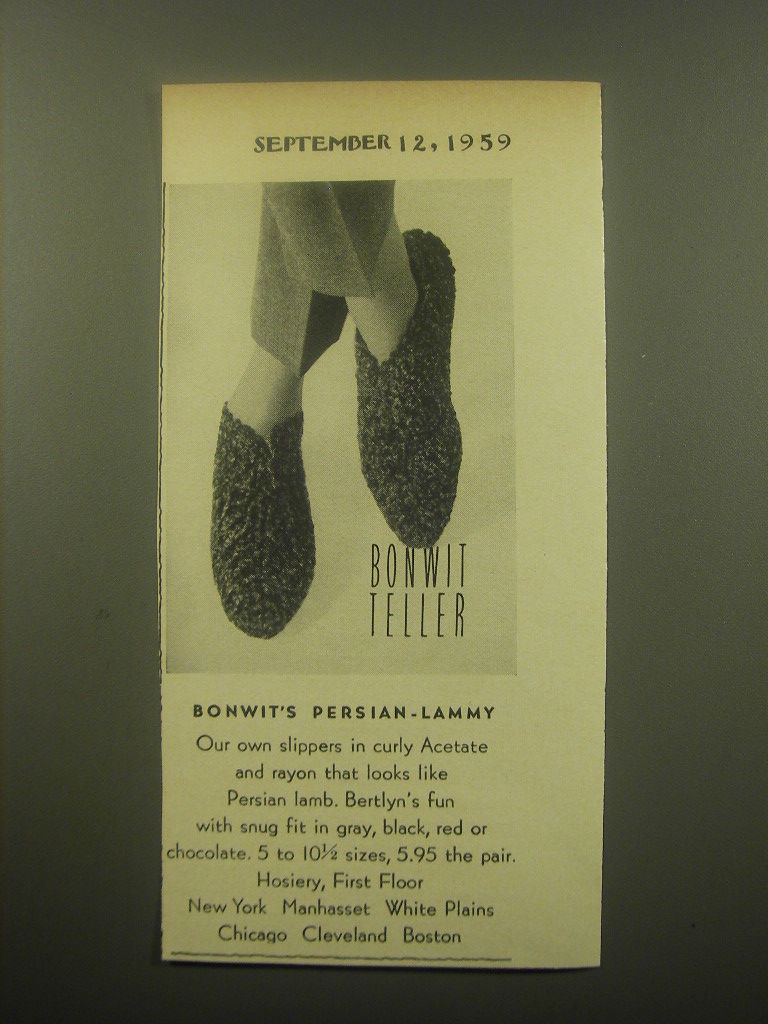 SEPTEMBER 12, 1959
BONWIT
TELLER
BONWIT'S PERSIAN-LAMMY
Our own slippers in curly Acetate
and rayon that looks like
Persian lamb. Bertlyn's fun
with snug fit in gray, black, red or
chocolate. 5 to 10½ sizes, 5.95 the pair.
Hosiery, First Floor
New York Manhasset White Plains
Chicago Cleveland Boston